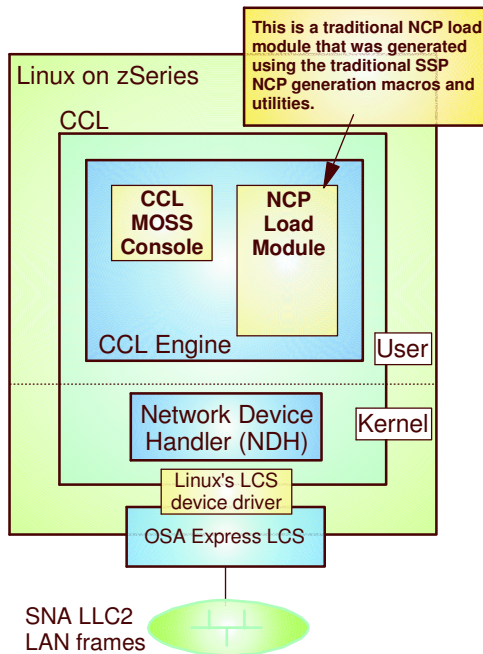 This is a traditional NCP load
module that was generated
using the traditional SSP
NCP generation macros and
utilities.
Linux on zSeries
CCL
CCL
MOSS
Console
NCP
Load
Module
CCL Engine
User
Kernel
Network Device
Handler (NDH)
Linux's LCS
device driver
OSA Express LCS
SNA LLC2
LAN frames